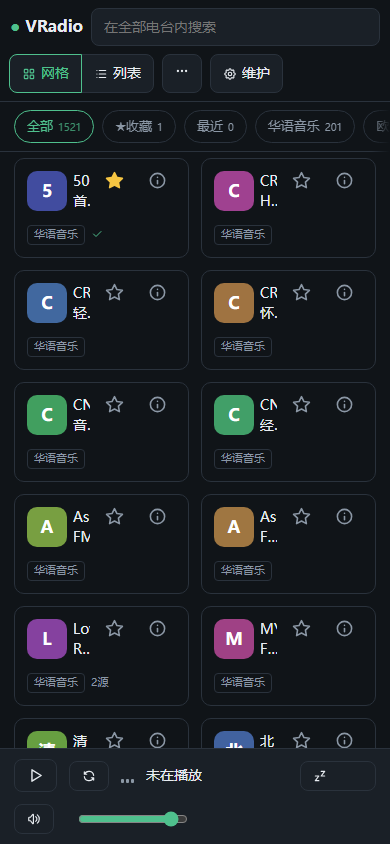 VRadio
在全部电台内搜索
网格
列表
...
维护
全部 1521
★收藏 1
最近 0
华语音乐 201
5
50
首.
华语音乐 ✓
C
CR
H..
华语音乐
C
CR
轻.
华语音乐
C
CR
怀.
华语音乐
C
CN
音.
华语音乐
C
CN
经.
华语音乐
A
As
FM
华语音乐
A
As
F...
华语音乐
L
Lo
R...
华语音乐 2源
M
MY
F...
华语音乐
清
北
... 未在播放
zZ